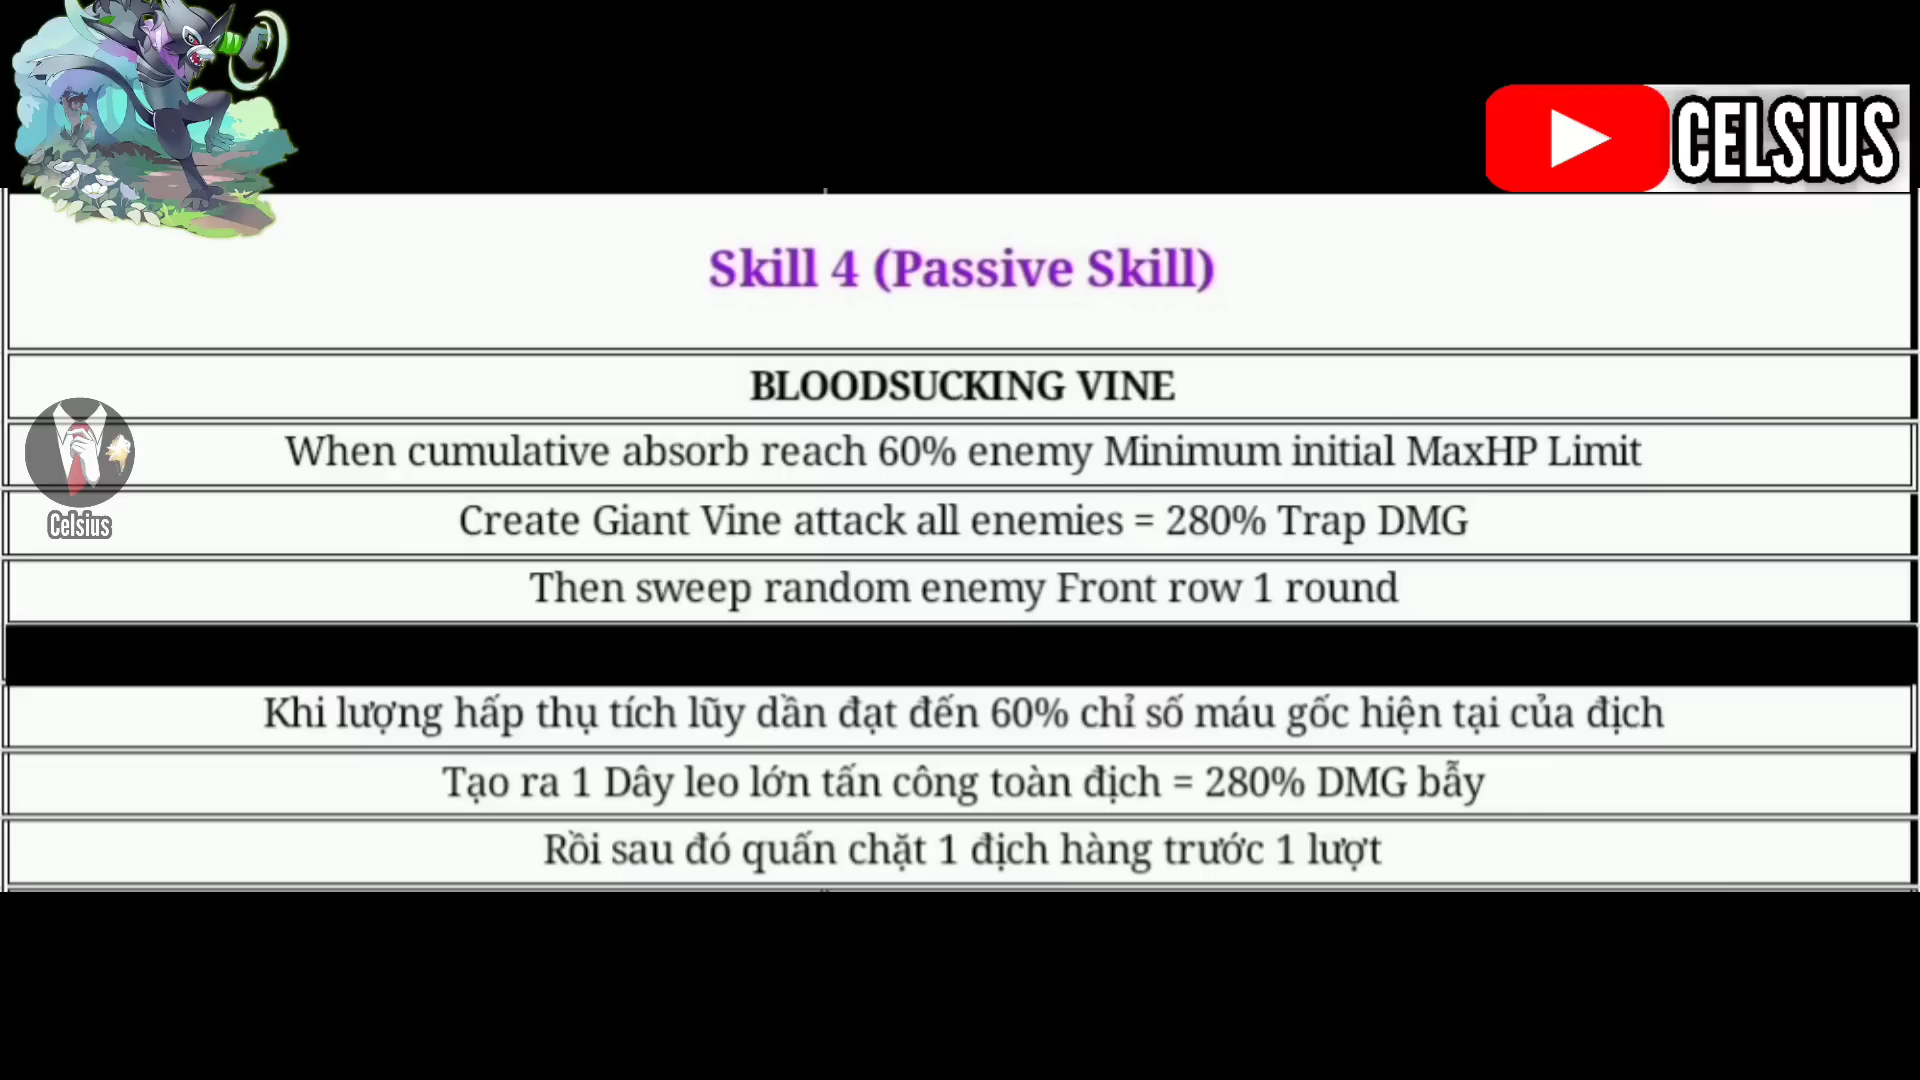 CELSIUS
Skill 4 (Passive Skill)
BLOODSUCKING VINE
When cumulative absorb reach 60% enemy Minimum initial MaxHP Limit
Create Giant Vine attack all enemies = 280% Trap DMG
Celsius
Then sweep random enemy Front row 1 round
Khi lượng hấp thụ tích lũy dần đạt đến 60% chỉ số máu gốc hiện tại của địch
Tạo ra 1 Dây leo lớn tấn công toàn địch = 280% DMG bẫy
Rồi sau đó quấn chặt 1 địch hàng trước 1 lượt